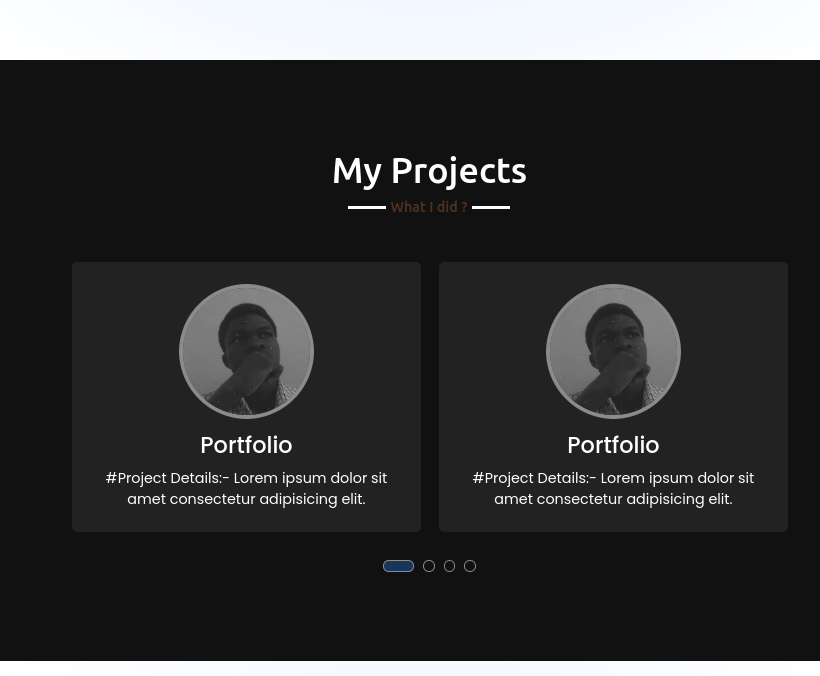 My Projects
What I did ?
Portfolio
#Project Details:- Lorem ipsum dolor sit
amet consectetur adipisicing elit.
Portfolio
#Project Details:- Lorem ipsum dolor sit
amet consectetur adipisicing elit.